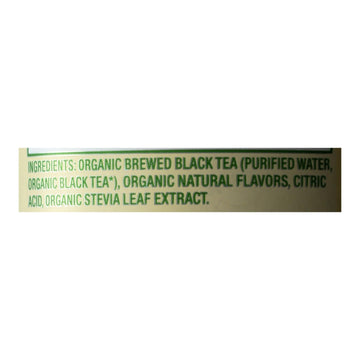 INGREDIENTS: ORGANIC BREWED BLACK TEA (PURIFIED WATER,
ORGANIC BLACK TEA*), ORGANIC NATURAL FLAVORS, CITRIC
ACID, ORGANIC STEVIA LEAF EXTRACT.